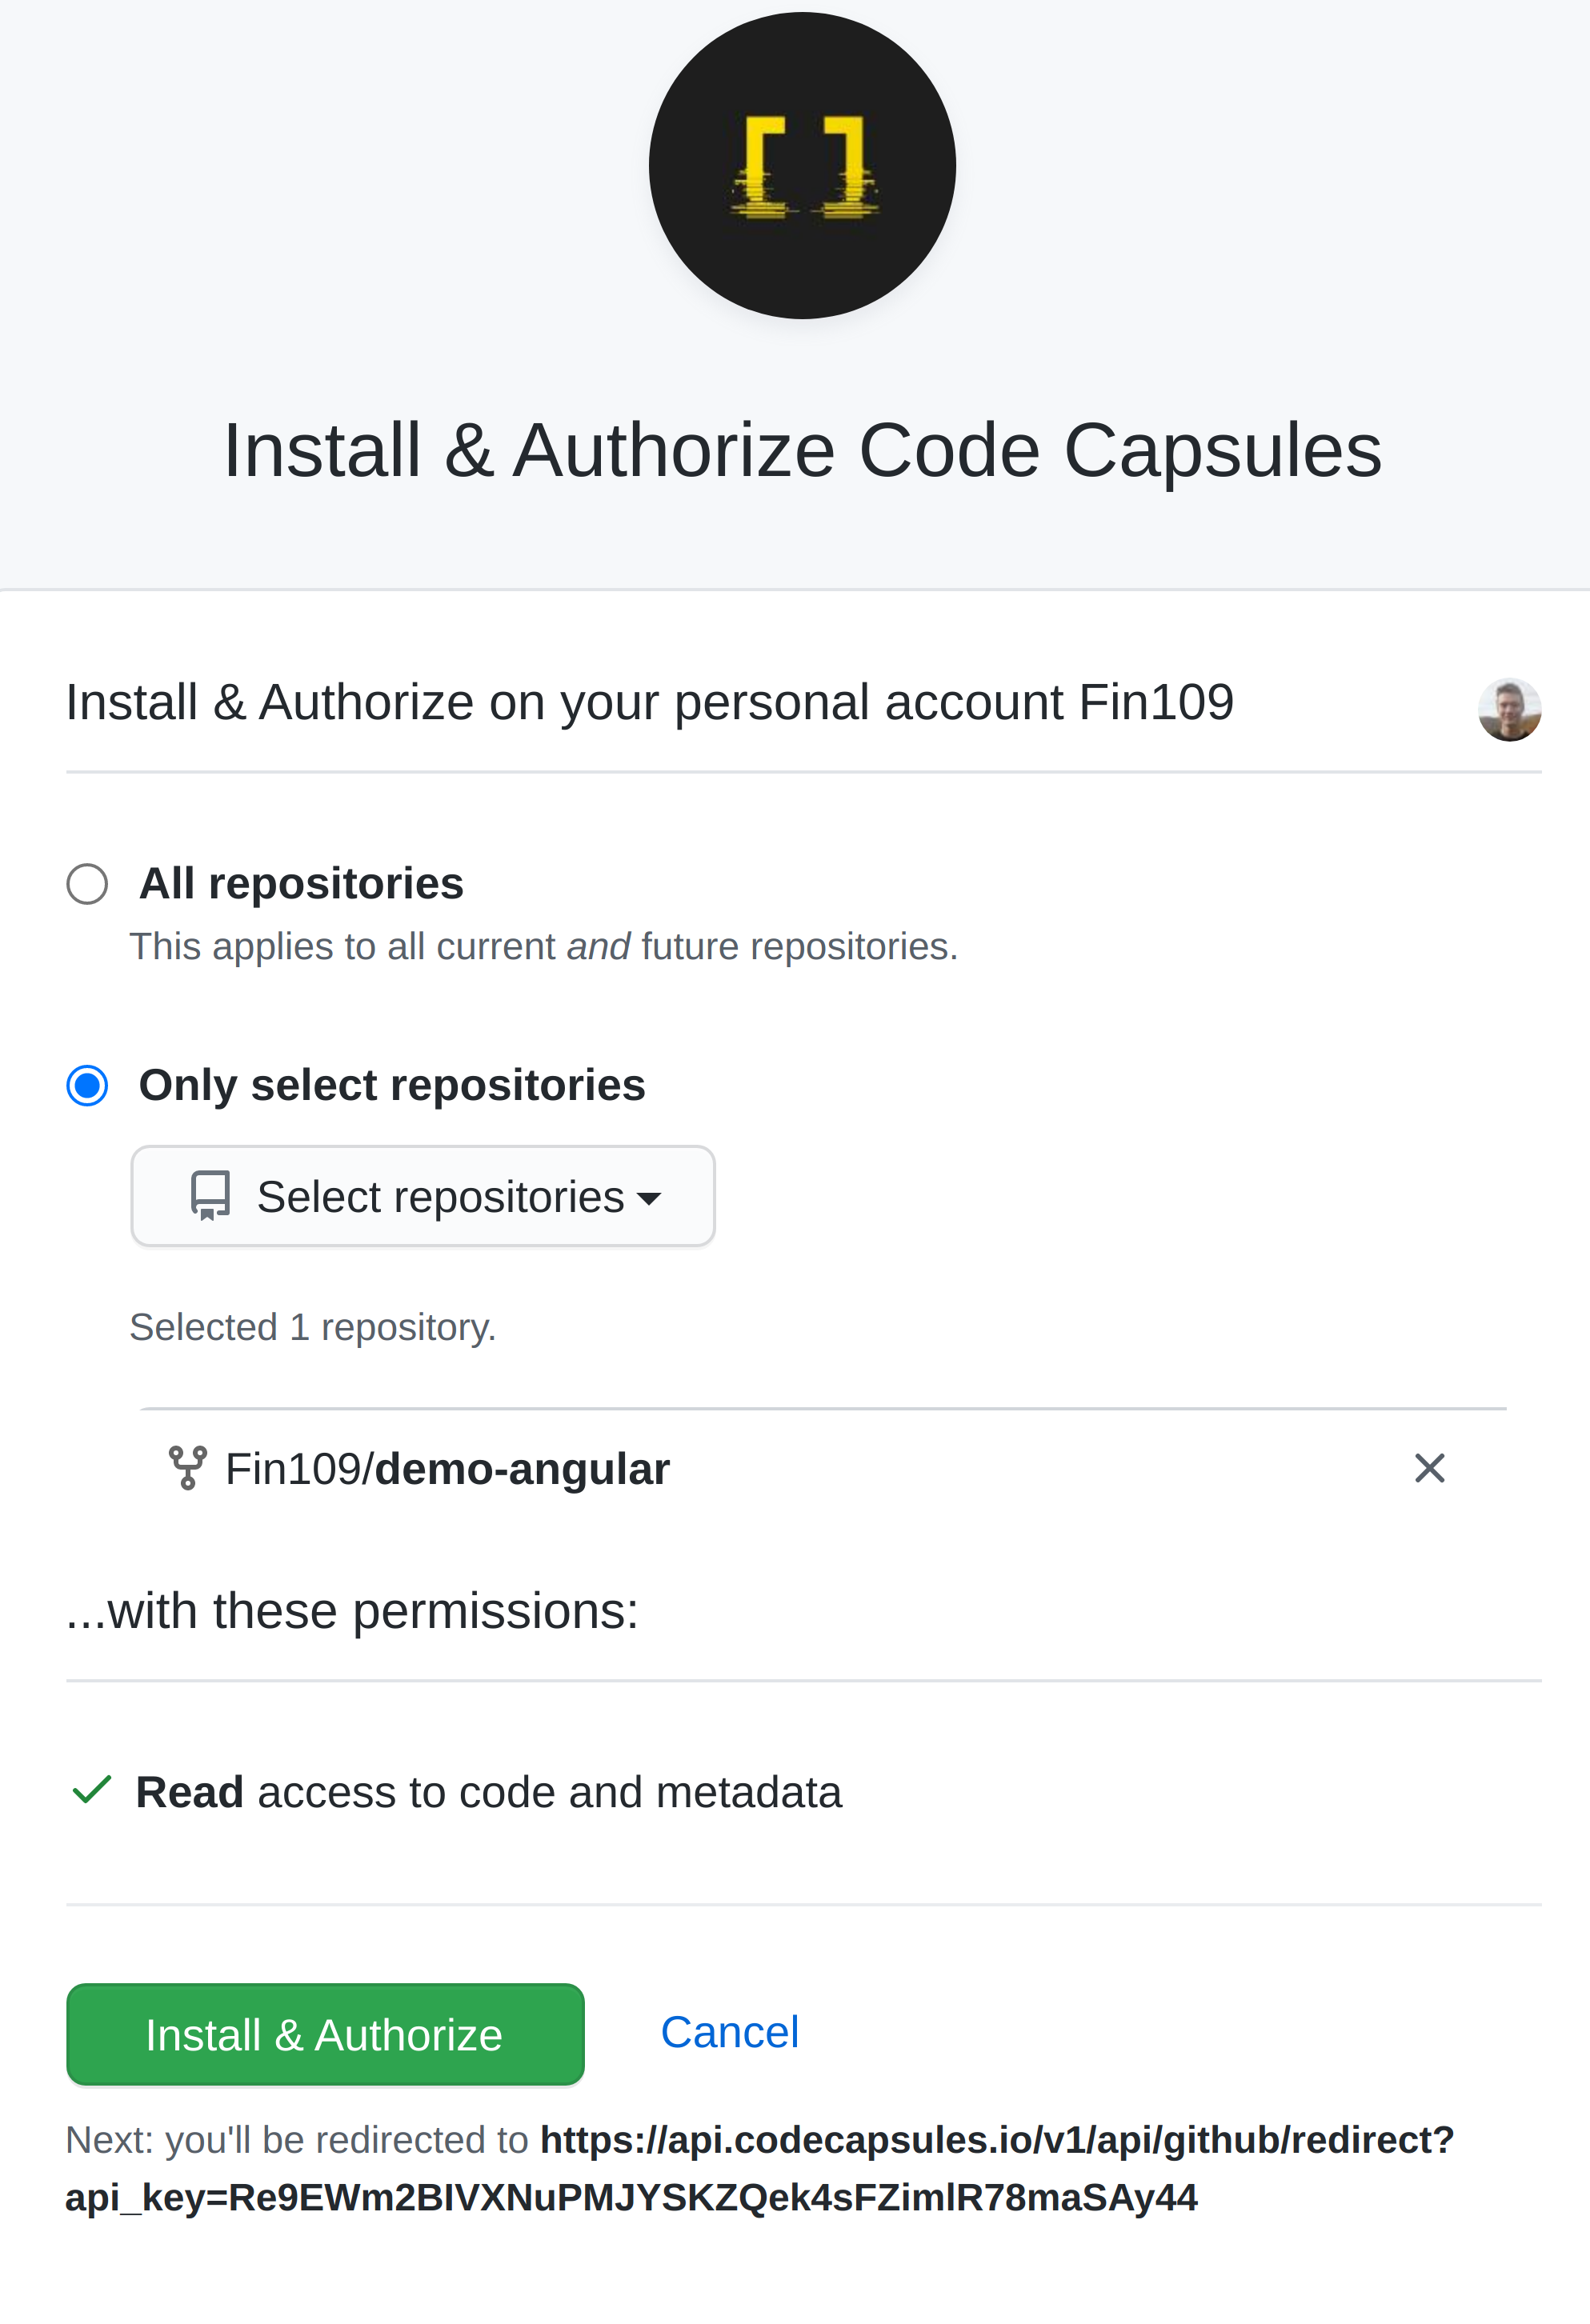 [ ]
Install & Authorize Code Capsules
Install & Authorize on your personal account Fin109
All repositories
This applies to all current and future repositories.
Only select repositories
Select repositories
Selected 1 repository.
Fin109/demo-angular
...with these permissions:
Read access to code and metadata
Install & Authorize
Cancel
Next: you'll be redirected to https://api.codecapsules.io/v1/api/github/redirect?
api_key=Re9EWm2BIVXNuPMJYSKZQek4sFZimlR78maSAy44